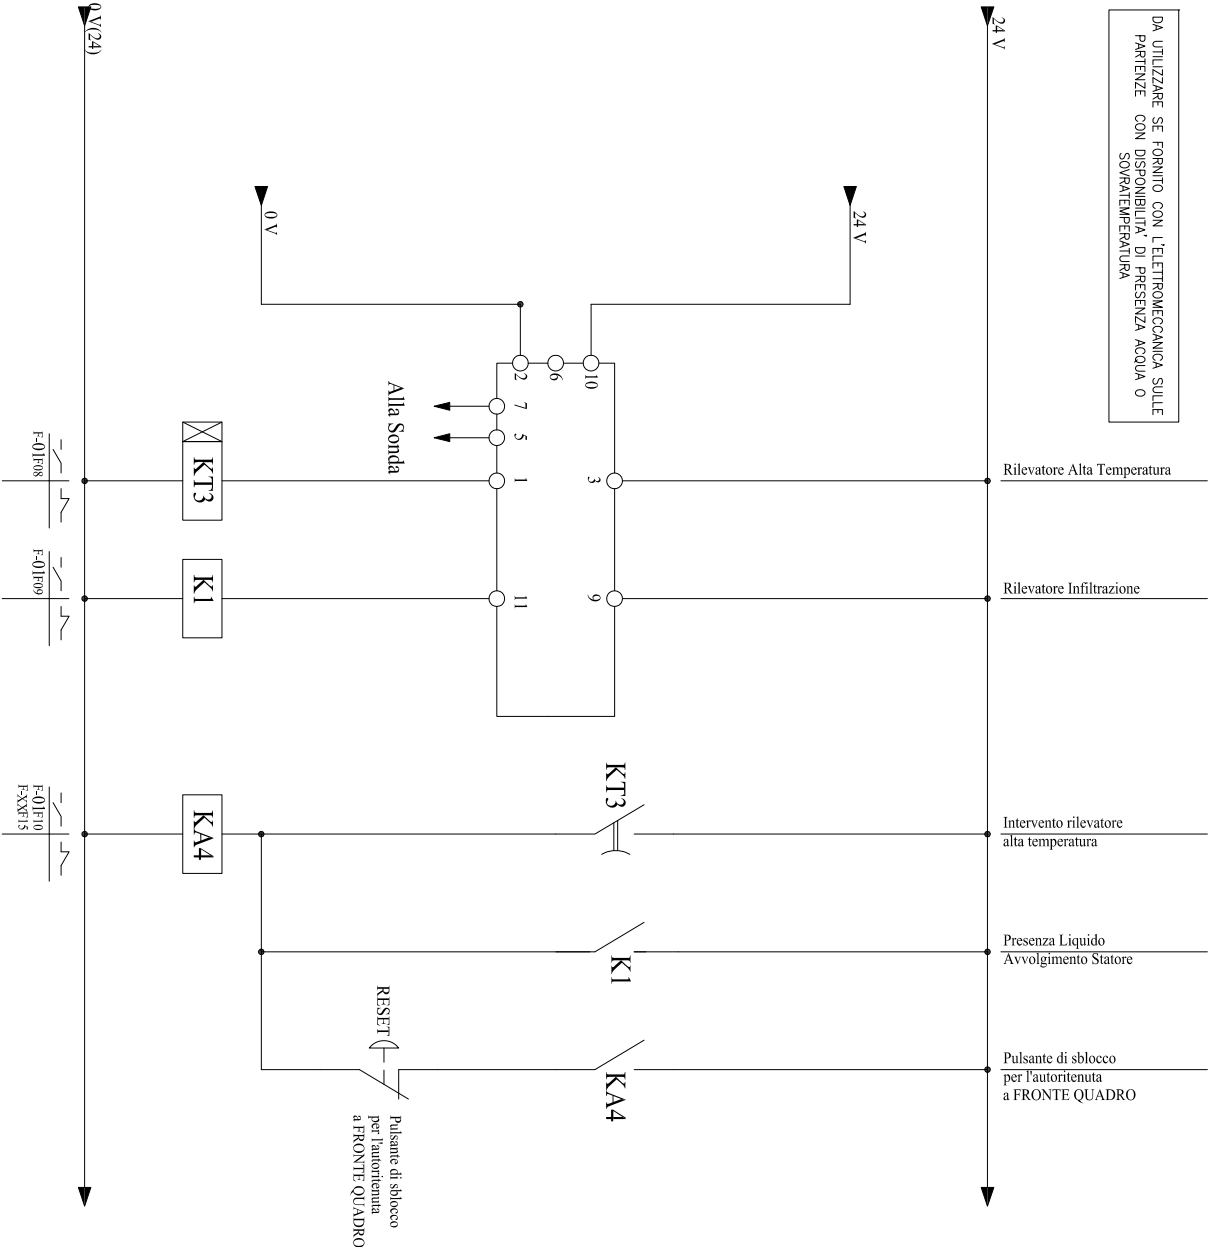 DA UTILIZZARE SE FORNITO CON L'ELETTROMECCANICA SULLE
PARTENZE CON DISPONIBILITA' DI PRESENZA ACQUA O
SOVRATEMPERATURA
24 V
0 V(24)
24 V
0 V
10
6
2
7
5
1
3
11
9
Alla Sonda
Rilevatore Alta Temperatura
KT3
F-01F08
Rilevatore Infiltrazione
K1
F-01F09
Intervento rilevatore
alta temperatura
KT3
KA4
F-01F10
F-XXF15
Presenza Liquido
Avvolgimento Statore
K1
Pulsante di sblocco
per l'autoritenuta
a FRONTE QUADRO
KA4
RESET
Pulsante di sblocco
per l'autoritenuta
a FRONTE QUADRO